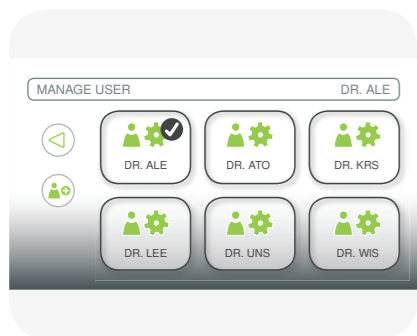 MANAGE USER DR. ALE
DR. ALE DR. ATO DR. KRS
DR. LEE DR. UNS DR. WIS